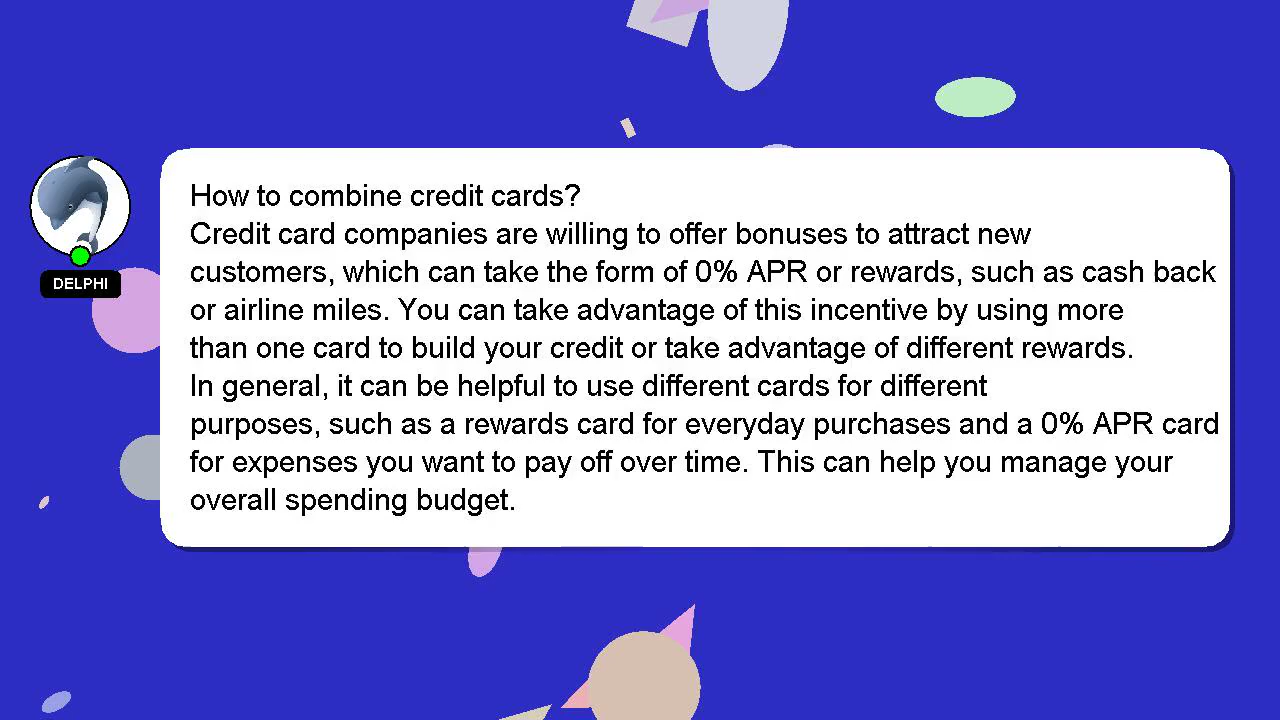 How to combine credit cards?
Credit card companies are willing to offer bonuses to attract new
customers, which can take the form of 0% APR or rewards, such as cash back
or airline miles. You can take advantage of this incentive by using more
than one card to build your credit or take advantage of different rewards.
In general, it can be helpful to use different cards for different
purposes, such as a rewards card for everyday purchases and a 0% APR card
for expenses you want to pay off over time. This can help you manage your
overall spending budget.
DELPHI